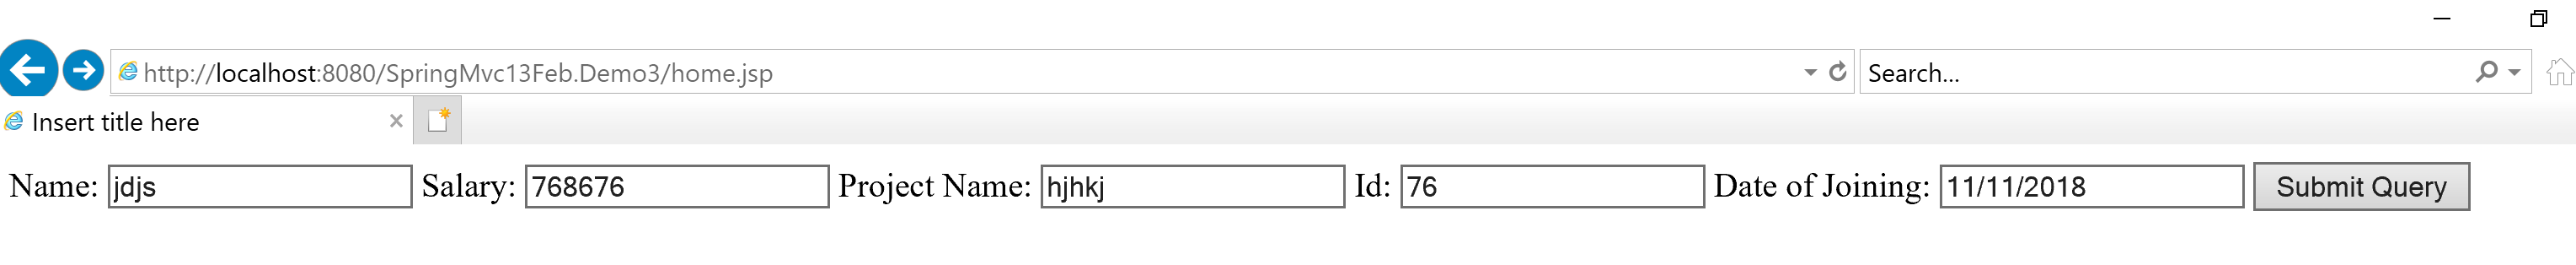 http://localhost:8080/SpringMvc13Feb.Demo3/home.jsp Search...
Insert title here
Name: jdjs Salary: 768676 Project Name: hjhkj Id: 76 Date of Joining: 11/11/2018 Submit Query